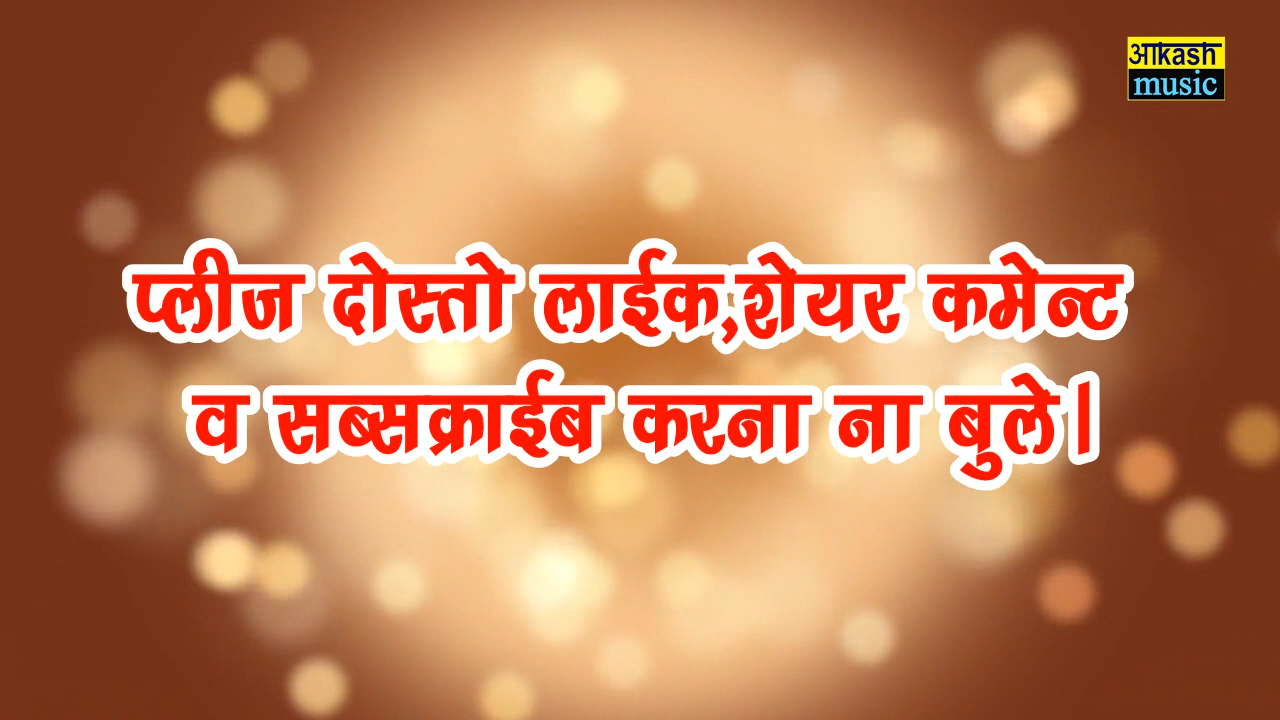 आkash
music
प्लीज दोस्तो लाईक,शेयर कमेन्ट
व सब्सक्राईब करना ना बुले।